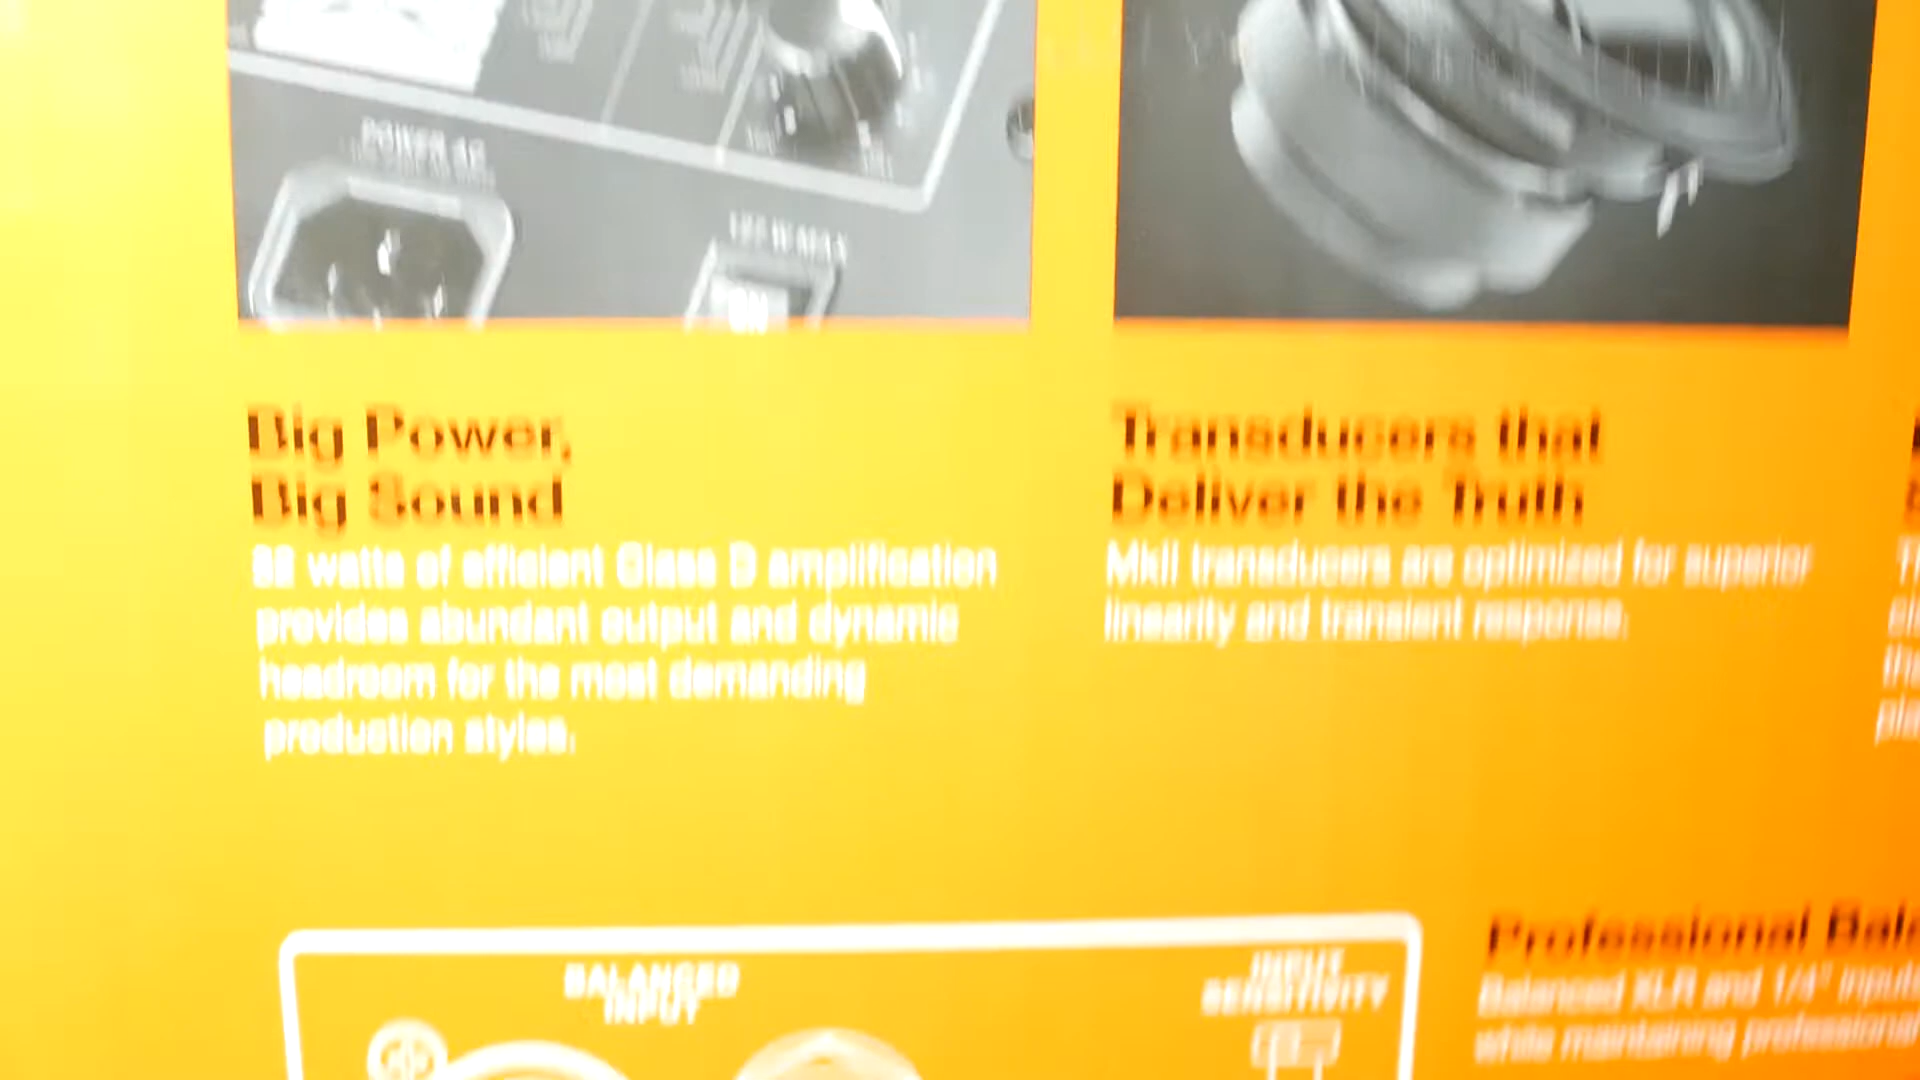 POWER
ON
Big Power,
Big Sound
watts of efficient Class D amplification
provides abundant output and dynamic
headroom for the most demanding
production styles.
Transducers that
Deliver the Truth
MkII transducers are optimized for superior
linearity and transient response.
BALANCED
INPUT
INPUT
SENSITIVITY
Professional
Balanced XLR and 1/4" inputs
while maintaining professional